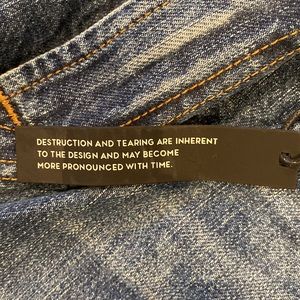 DESTRUCTION AND TEARING ARE INHERENT
TO THE DESIGN AND MAY BECOME
MORE PRONOUNCED WITH TIME.